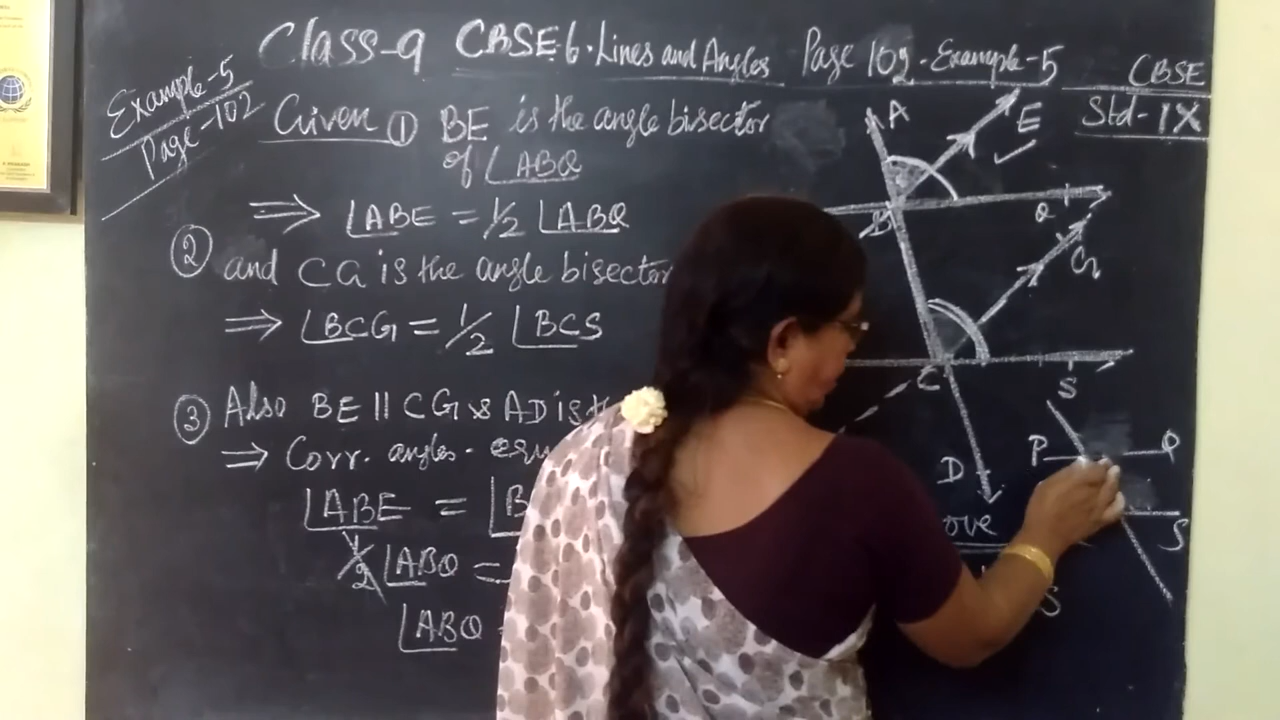 Class-9 CBSE-6. Lines and Angles Page 102. Example-5
CBSE
Std-IX
Example-5
Page-102
Given ① BE is the angle bisector
of ∠ABQ
⇒ ∠ABE = 1/2 ∠ABQ
② and CG is the angle bisector
⇒ ∠BCG = 1/2 ∠BCS
③ Also BE || CG & AD is
⇒ Corr. angles.
∠ABE = ∠B
1/2 ∠ABQ =
∠ABQ
A
E
B
Q
G
C
S
D
P
Q
S
S